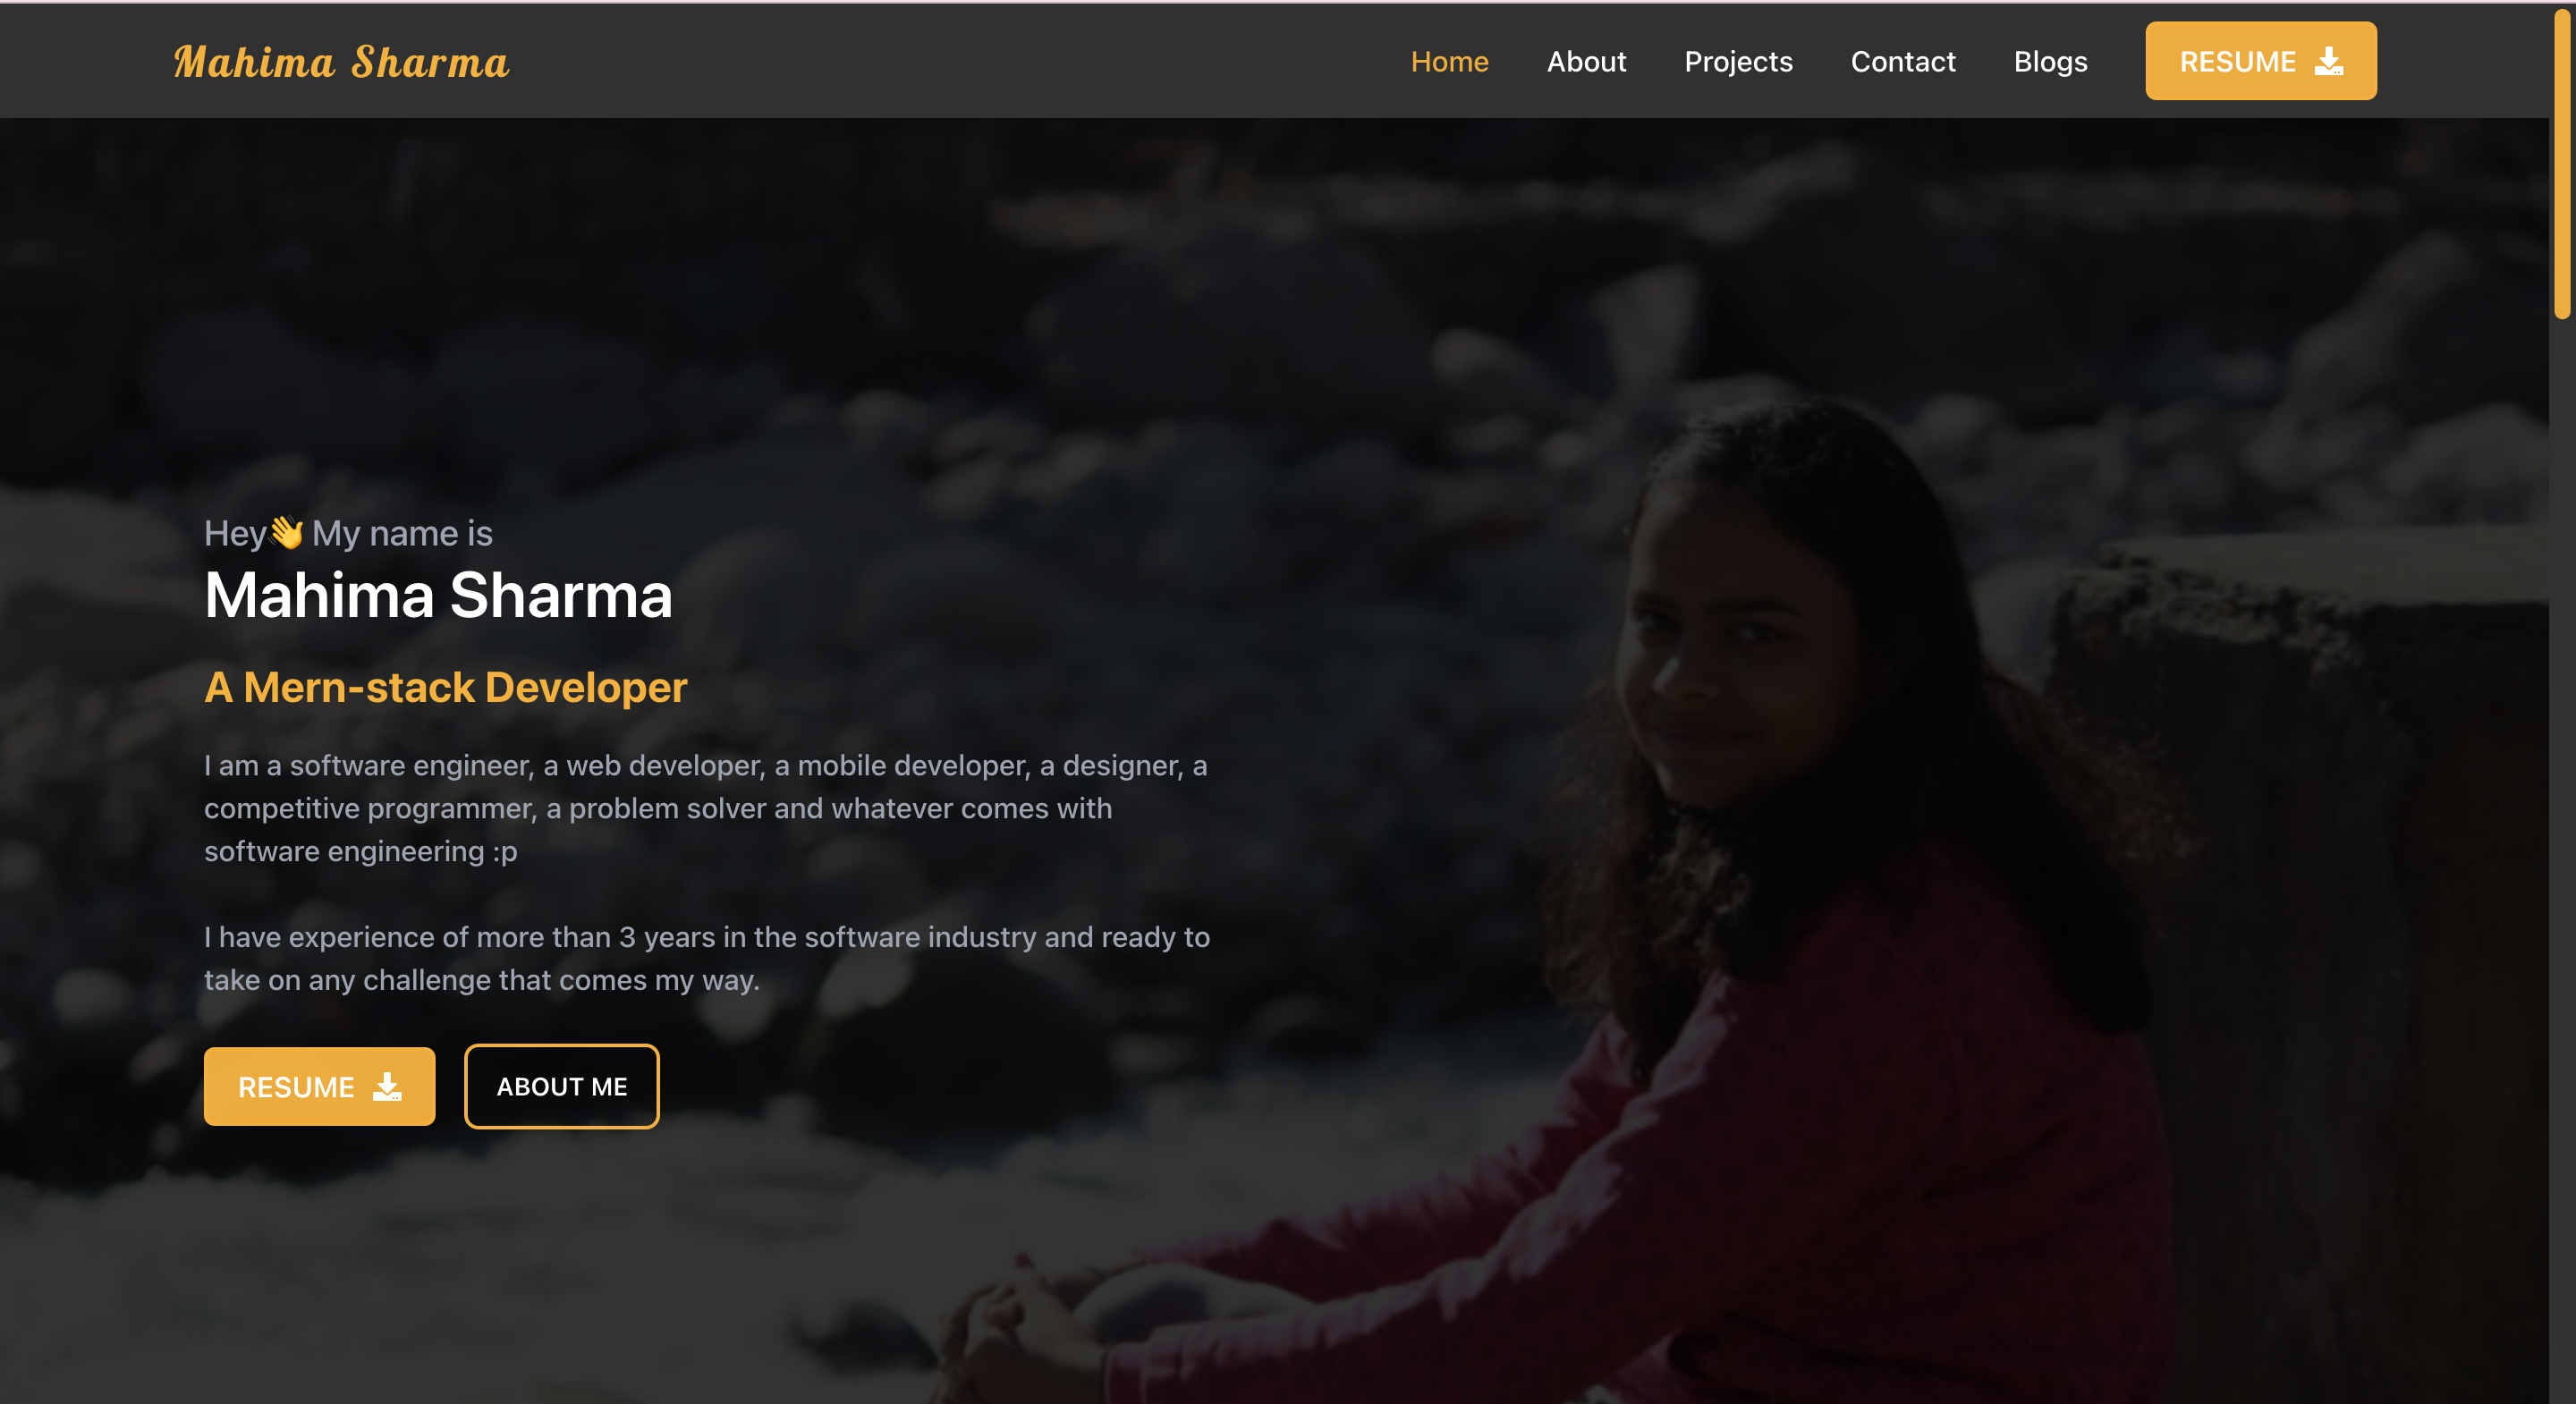 Mahima Sharma
Home About Projects Contact Blogs RESUME
Hey👋 My name is
Mahima Sharma
A Mern-stack Developer
I am a software engineer, a web developer, a mobile developer, a designer, a
competitive programmer, a problem solver and whatever comes with
software engineering :p
I have experience of more than 3 years in the software industry and ready to
take on any challenge that comes my way.
RESUME ABOUT ME